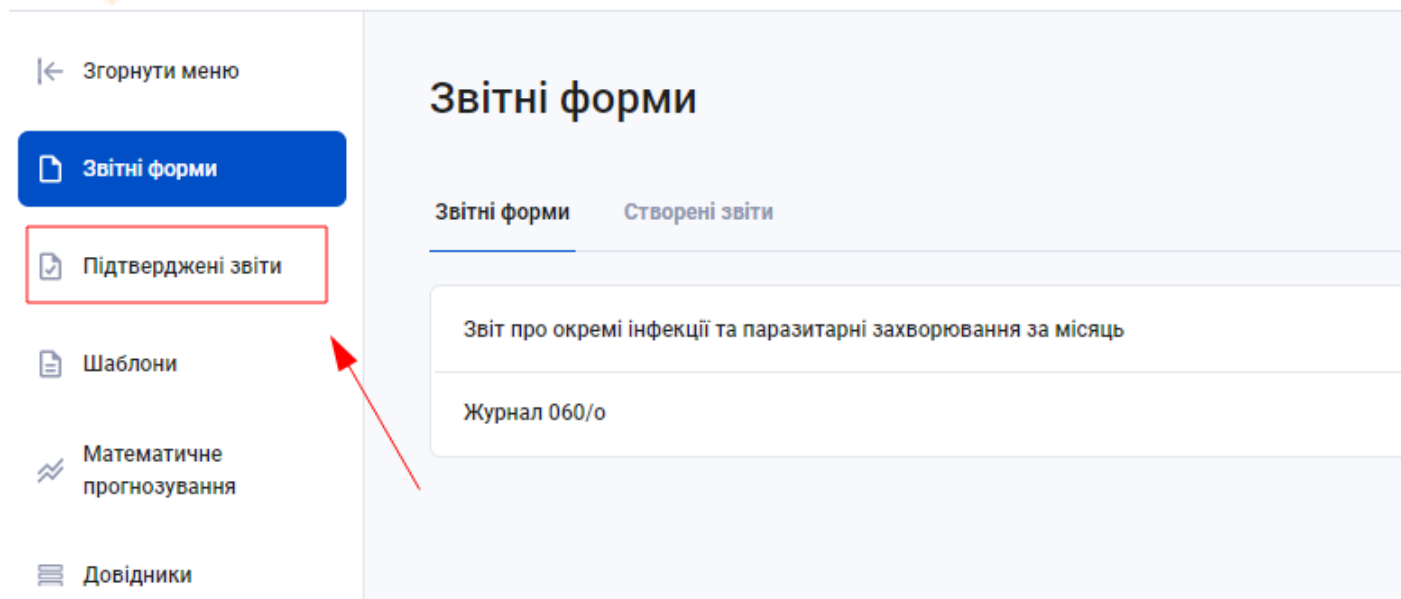 Згорнути меню
Звітні форми
Підтверджені звіти
Шаблони
Математичне
прогнозування
Довідники
Звітні форми
Звітні форми Створені звіти
Звіт про окремі інфекції та паразитарні захворювання за місяць
Журнал 060/о